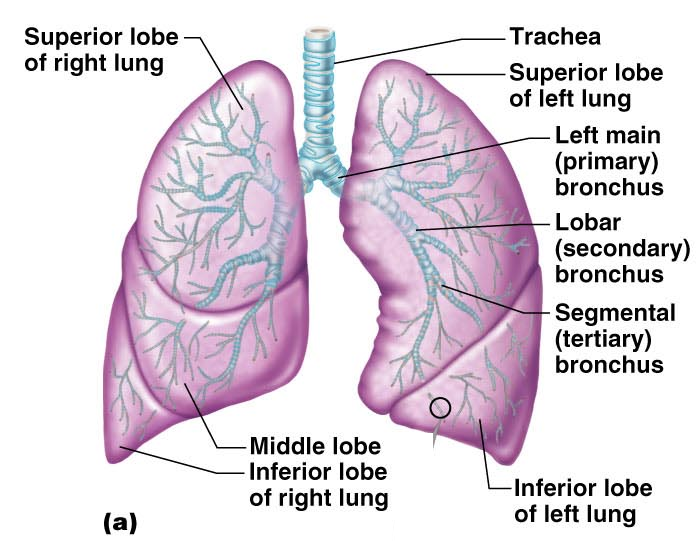 Superior lobe
of right lung
Trachea
Superior lobe
of left lung
Left main
(primary)
bronchus
Lobar
(secondary)
bronchus
Segmental
(tertiary)
bronchus
Middle lobe
Inferior lobe
of right lung
Inferior lobe
of left lung
(a)